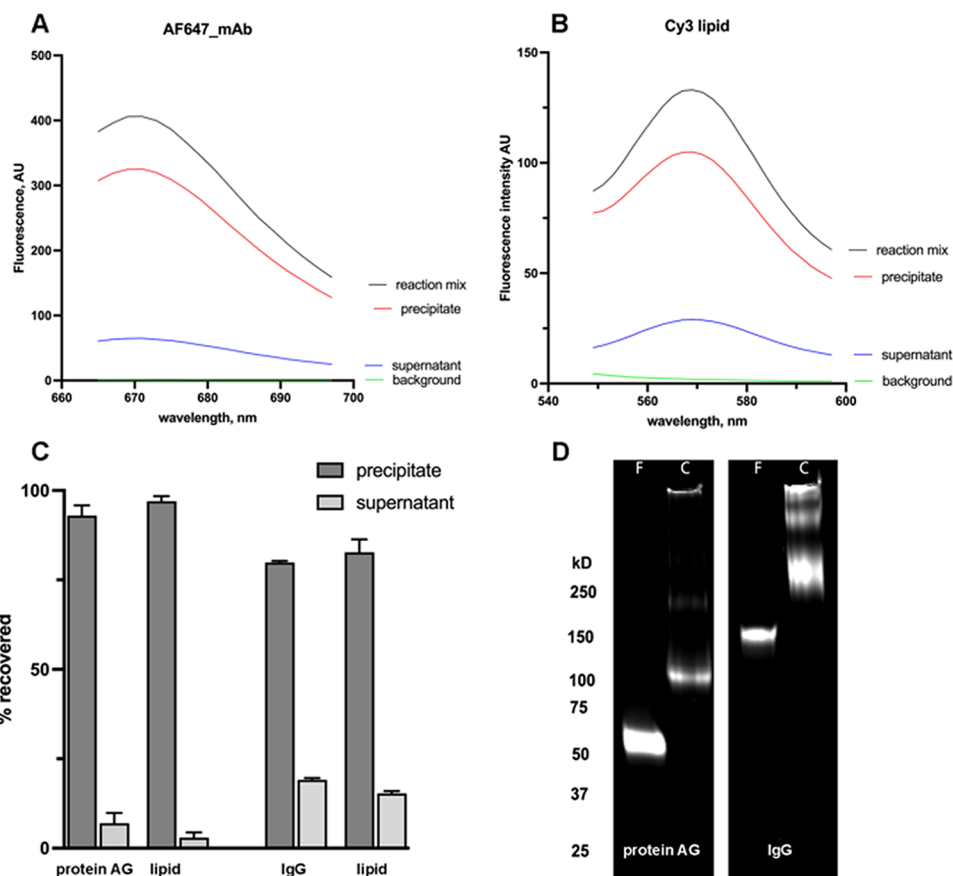 A
AF647_mAb
500
400
300
200
100
0
Fluorescence, AU
660
670
680
690
700
wavelength, nm
reaction mix
precipitate
supernatant
background
B
Cy3 lipid
150
100
50
0
Fluorescence intensity AU
540
560
580
600
wavelength, nm
reaction mix
precipitate
supernatant
background
C
precipitate
supernatant
100
50
0
% recovered
protein AG
lipid
IgG
lipid
D
F C
F C
kD
250
150
100
75
50
37
25
protein AG
IgG